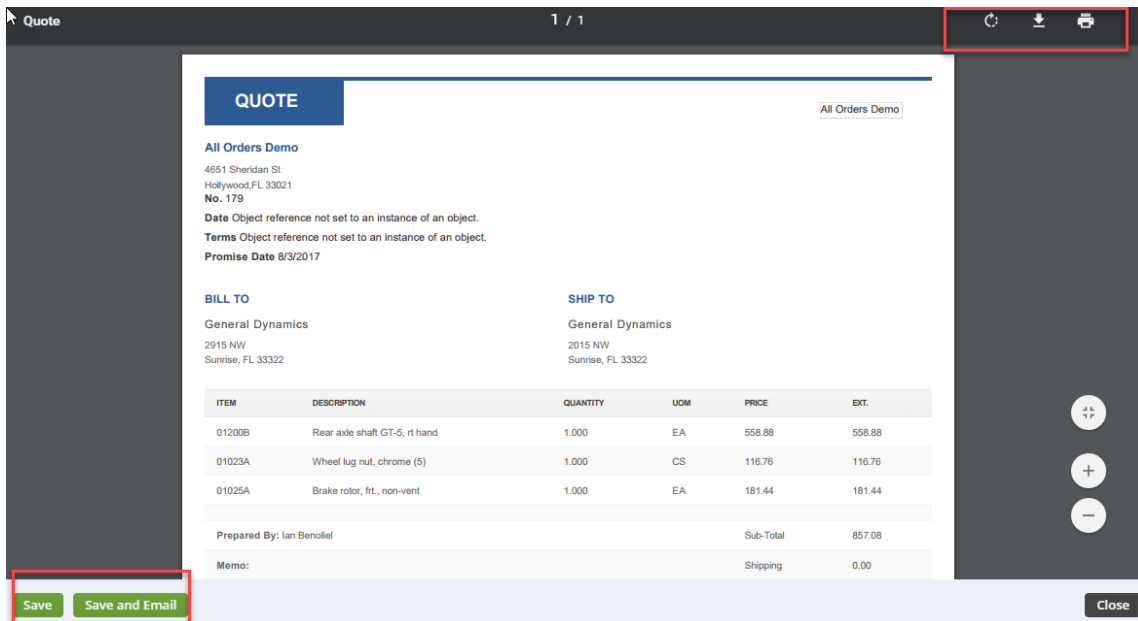 Quote 1 / 1
QUOTE
All Orders Demo
All Orders Demo
4651 Sheridan St
Hollywood,FL 33021
No. 179
Date Object reference not set to an instance of an object.
Terms Object reference not set to an instance of an object.
Promise Date 8/3/2017
BILL TO SHIP TO
General Dynamics General Dynamics
2915 NW 2015 NW
Sunrise, FL 33322 Sunrise, FL 33322
ITEM DESCRIPTION QUANTITY UOM PRICE EXT.
01200B Rear axle shaft GT-5, rt hand 1.000 EA 558.88 558.88
01023A Wheel lug nut, chrome (5) 1.000 CS 116.76 116.76
01025A Brake rotor, frt., non-vent 1.000 EA 181.44 181.44
Prepared By: Ian Benoliel Sub-Total 857.08
Memo: Shipping 0.00
Save Save and Email Close